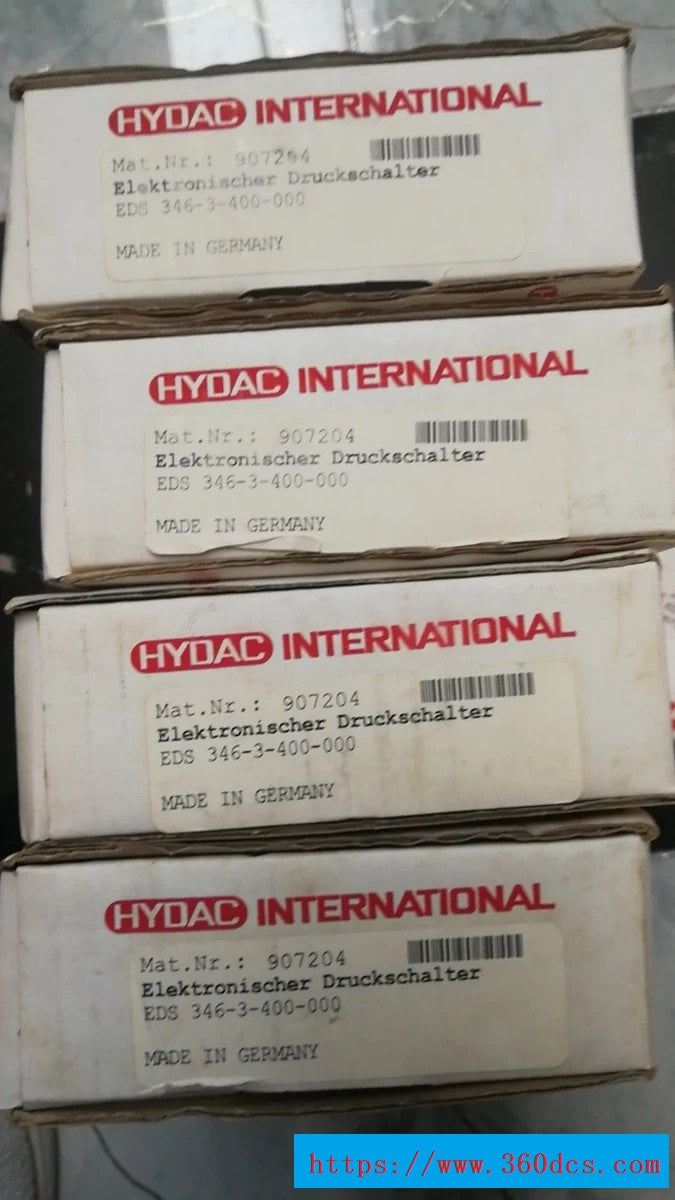 HYDAC INTERNATIONAL
Mat.Nr.: 907204
Elektronischer Druckschalter
EDS 346-3-400-000
MADE IN GERMANY
HYDAC INTERNATIONAL
Mat.Nr.: 907204
Elektronischer Druckschalter
EDS 346-3-400-000
MADE IN GERMANY
HYDAC INTERNATIONAL
Mat.Nr.: 907204
Elektronischer Druckschalter
EDS 346-3-400-000
MADE IN GERMANY
HYDAC INTERNATIONAL
Mat.Nr.: 907204
Elektronischer Druckschalter
EDS 346-3-400-000
MADE IN GERMANY
https://www.360dcs.com